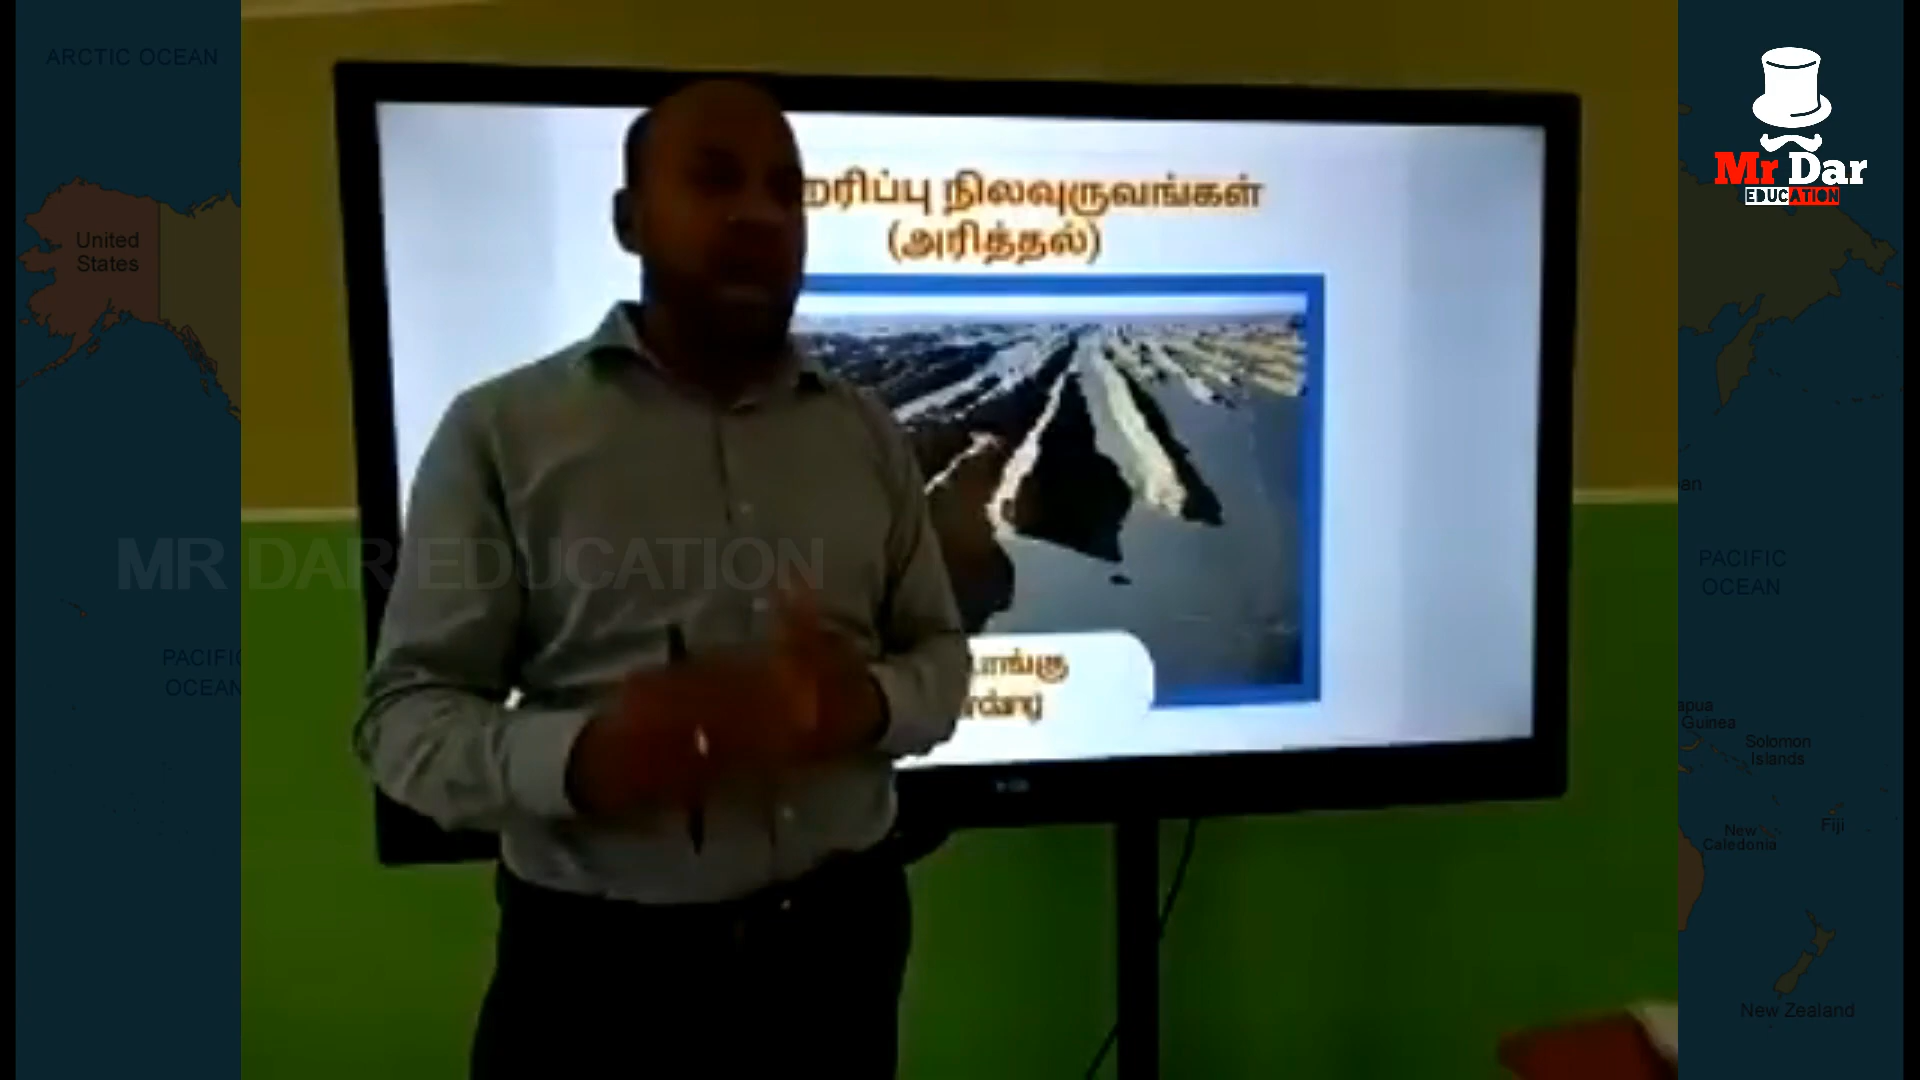 ARCTIC OCEAN
United
States
PACIFIC
OCEAN
நிலவுருவங்கள்
(அரித்தல்)
MR DAR EDUCATION
Mr Dar
EDUCATION
PACIFIC
OCEAN
Guinea
Solomon
Islands
New
Caledonia
Fiji
New Zealand